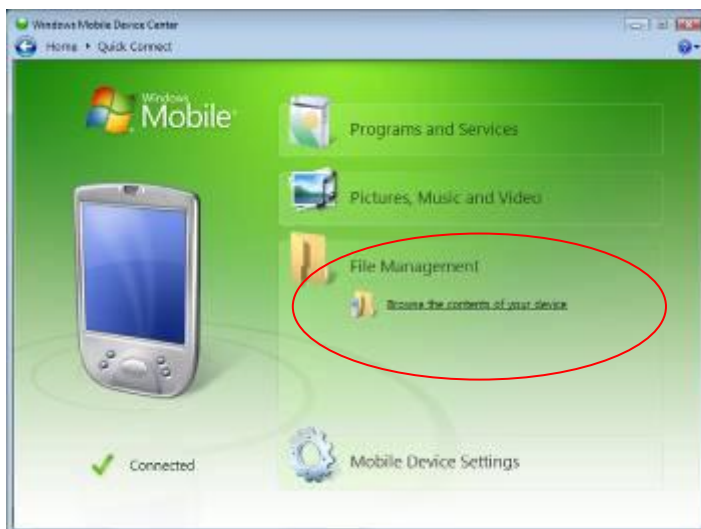 Windows Mobile Device Center
Home ▸ Quick Connect
Windows
Mobile®
Programs and Services
Pictures, Music and Video
File Management
Browse the contents of your device
Connected
Mobile Device Settings